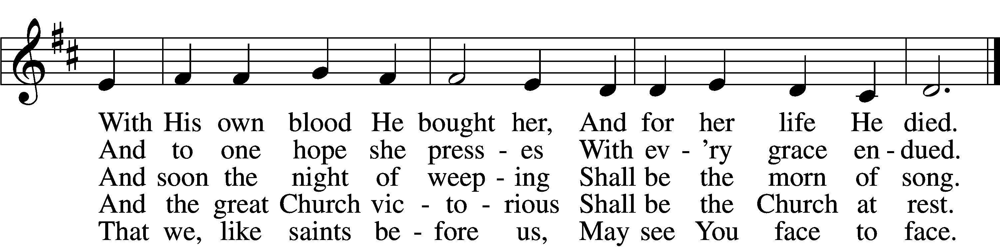 With His own blood He bought her, And for her life He died.
And to one hope she press - es With ev - ’ry grace en - dued.
And soon the night of weep - ing Shall be the morn of song.
And the great Church vic - to - rious Shall be the Church at rest.
That we, like saints be - fore us, May see You face to face.